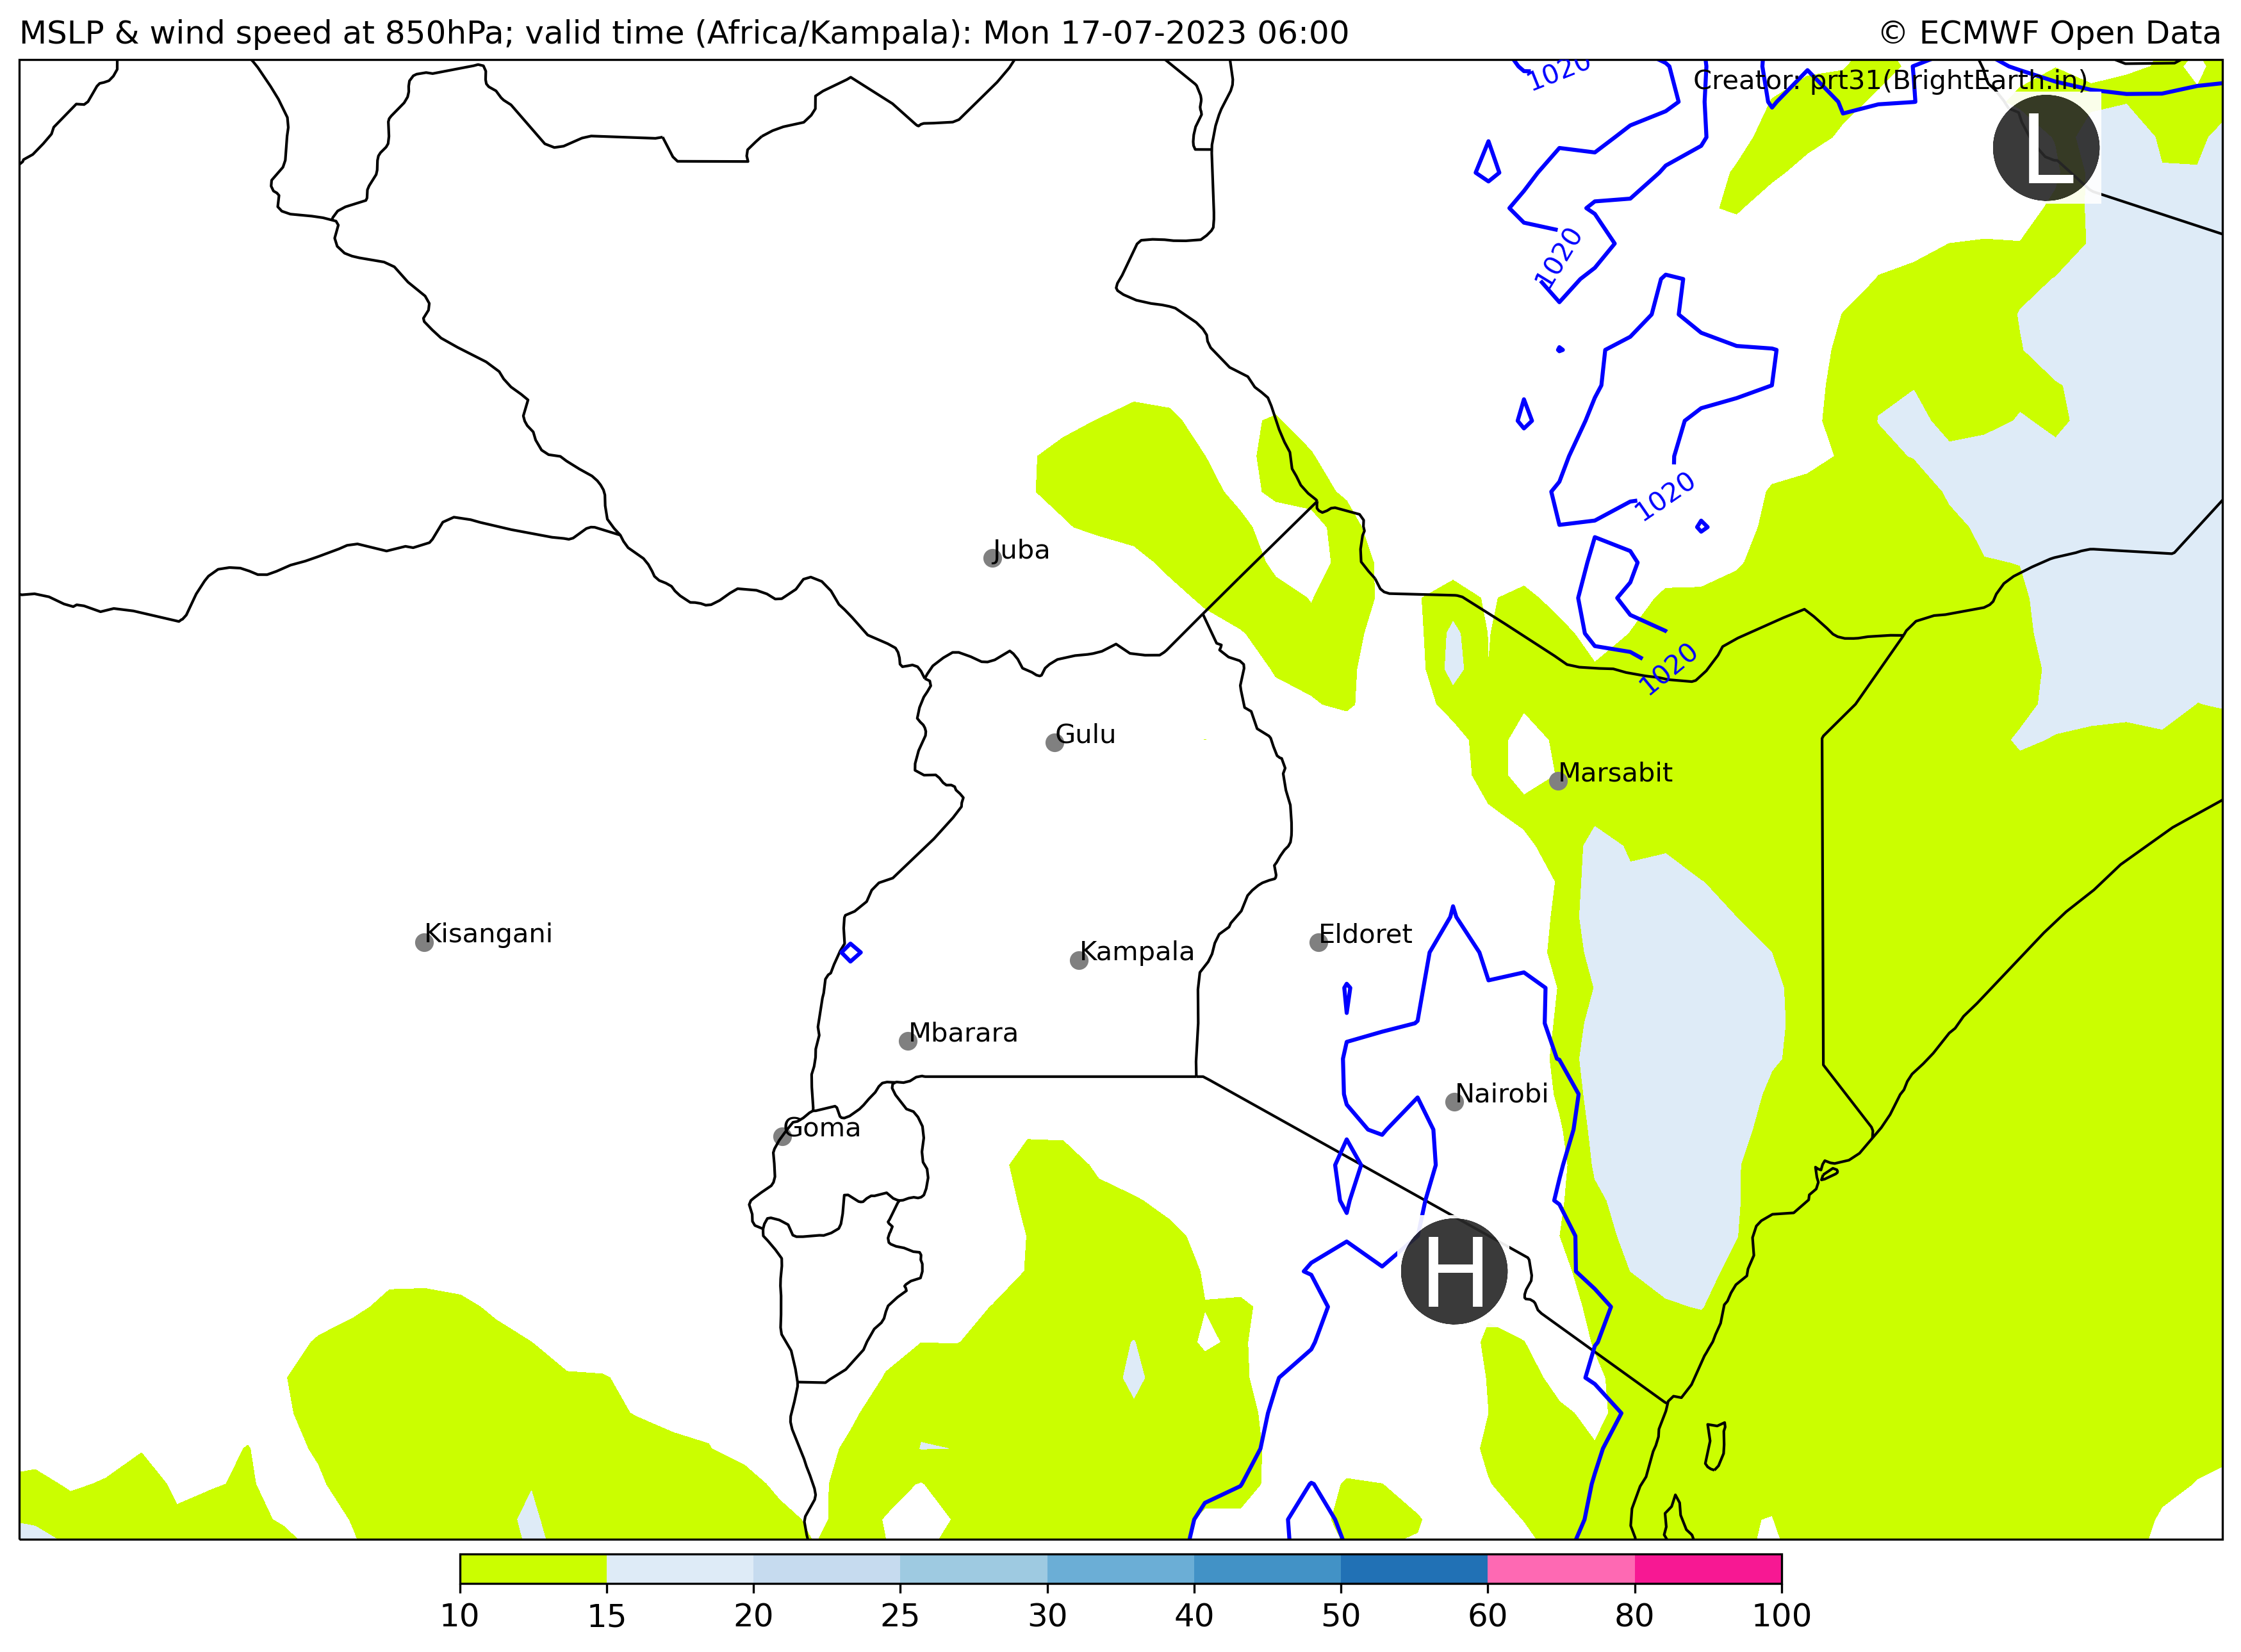 MSLP & wind speed at 850hPa; valid time (Africa/Kampala): Mon 17-07-2023 06:00
© ECMWF Open Data
1020
Creator: prt31(BrightEarth.in)
L
1020
1020
Juba
1020
Gulu
Marsabit
Kisangani
Eldoret
Kampala
Mbarara
Nairobi
Goma
H
10 15 20 25 30 40 50 60 80 100